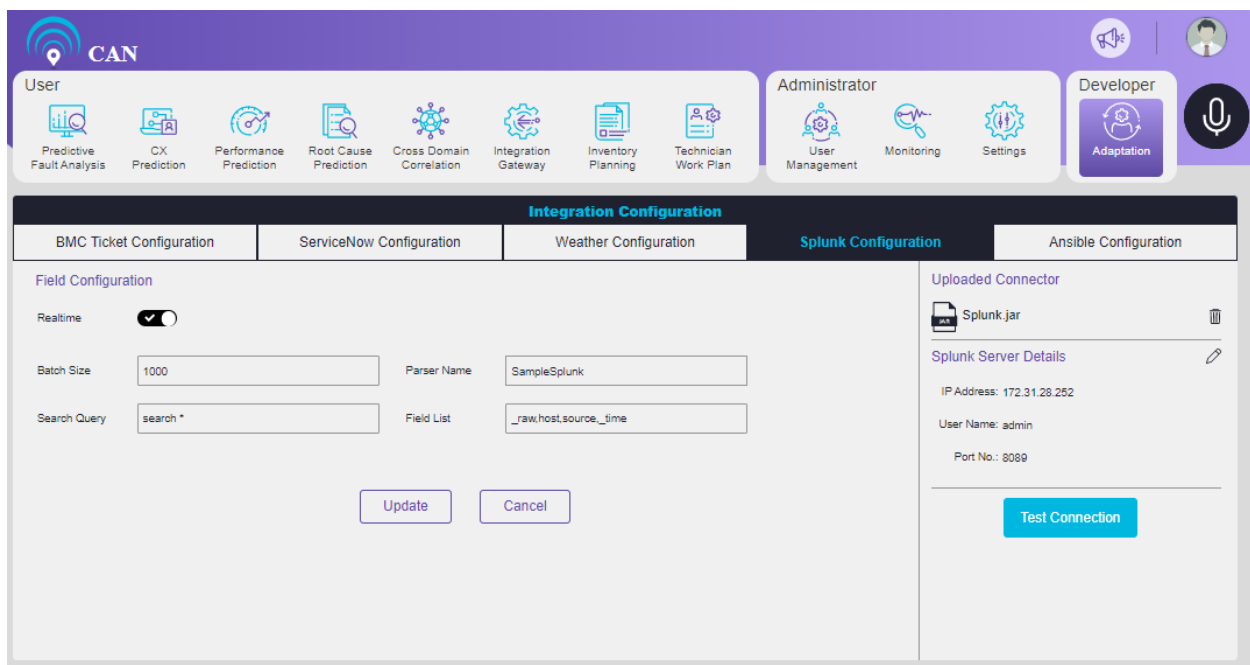 CAN
User
Administrator
Developer
Predictive
Fault Analysis
CX
Prediction
Performance
Prediction
Root Cause
Prediction
Cross Domain
Correlation
Integration
Gateway
Inventory
Planning
Technician
Work Plan
User
Management
Monitoring
Settings
Adaptation
Integration Configuration
BMC Ticket Configuration
ServiceNow Configuration
Weather Configuration
Splunk Configuration
Ansible Configuration
Field Configuration
Realtime
Batch Size
1000
Parser Name
SampleSplunk
Search Query
search *
Field List
_raw,host,source,_time
Update
Cancel
Uploaded Connector
JAR
Splunk.jar
Splunk Server Details
IP Address: 172.31.28.252
User Name: admin
Port No.: 8089
Test Connection